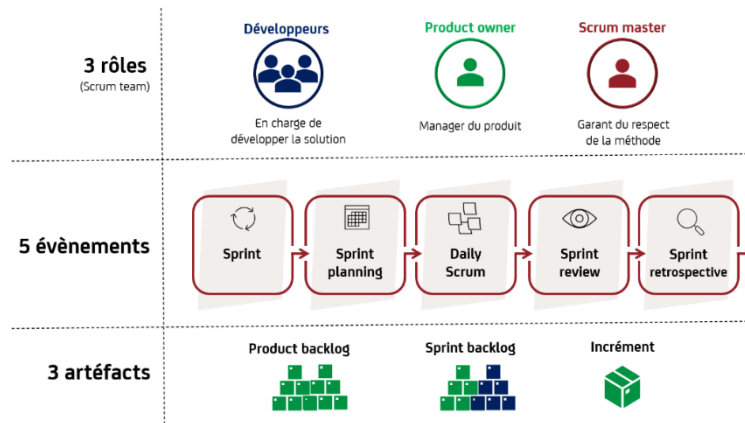 Développeurs
Product owner
Scrum master
3 rôles
(Scrum team)
En charge de
développer la solution
Manager du produit
Garant du respect
de la méthode
5 évènements
Sprint
Sprint
planning
Daily
Scrum
Sprint
review
Sprint
retrospective
3 artéfacts
Product backlog
Sprint backlog
Incrément